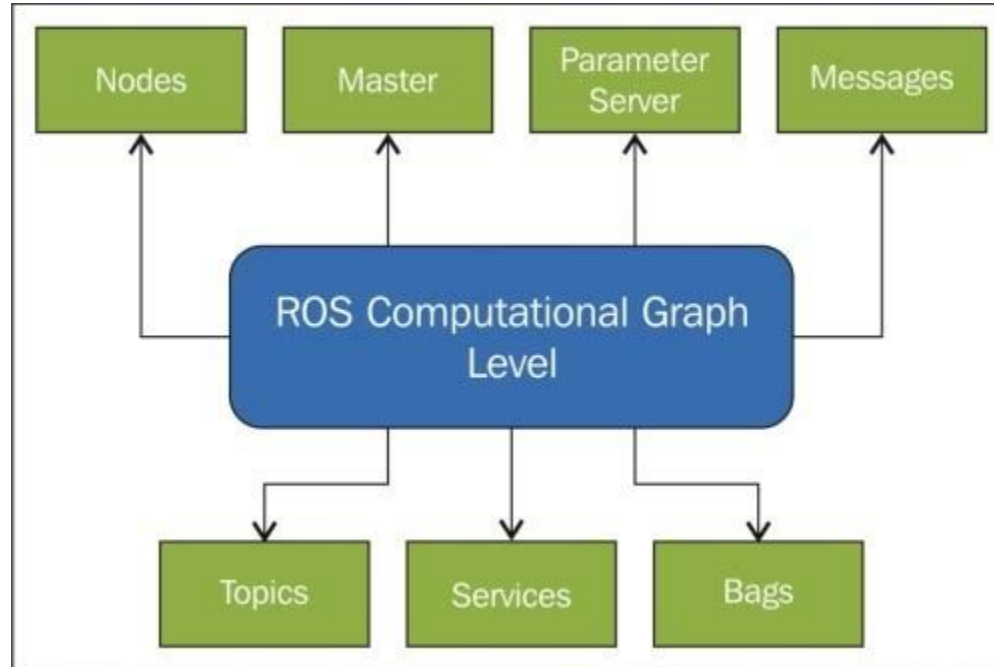 Nodes
Master
Parameter
Server
Messages
ROS Computational Graph
Level
Topics
Services
Bags